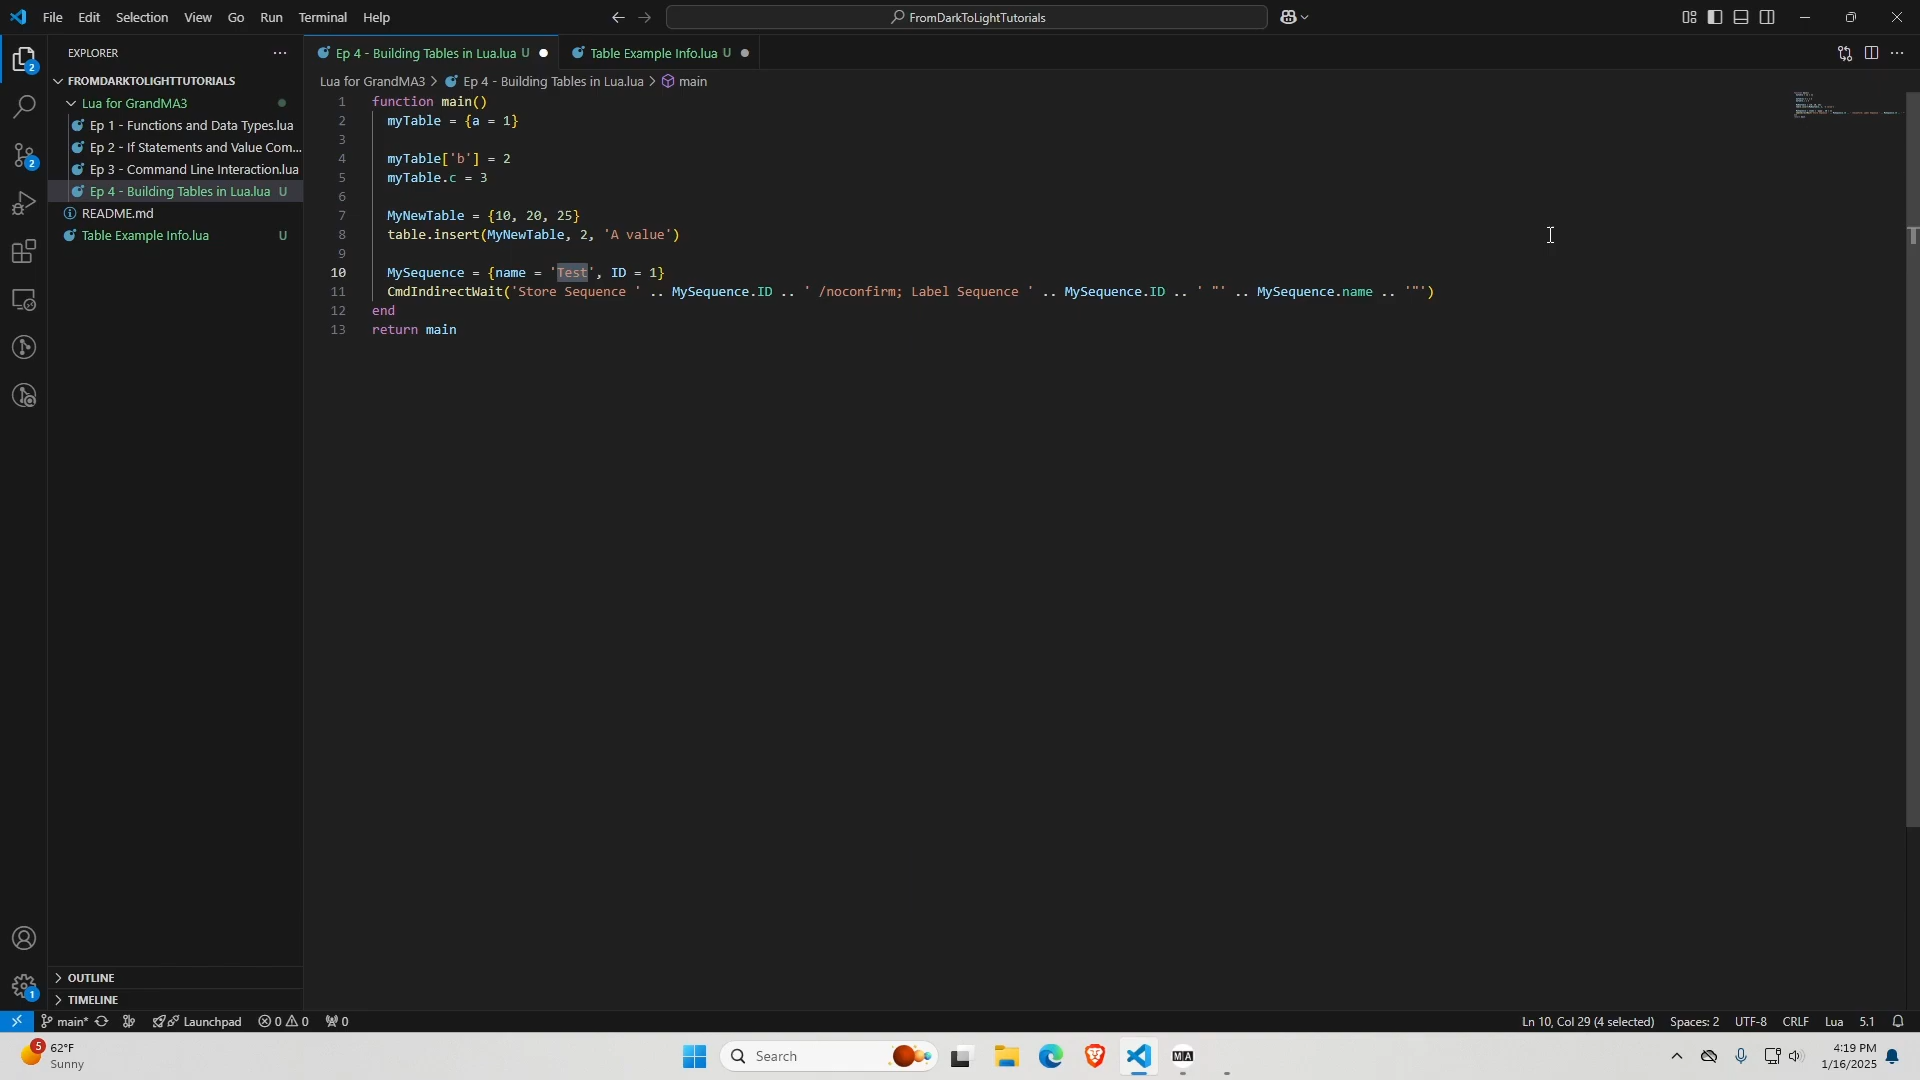 File Edit Selection View Go Run Terminal Help
FromDarkToLightTutorials
EXPLORER
FROMDARKTOLIGHTTUTORIALS
Lua for GrandMA3
Ep 1 - Functions and Data Types.lua
Ep 2 - If Statements and Value Com...
Ep 3 - Command Line Interaction.lua
Ep 4 - Building Tables in Lua.lua U
README.md
Table Example Info.lua U
OUTLINE
TIMELINE
Ep 4 - Building Tables in Lua.lua U
Table Example Info.lua U
Lua for GrandMA3 > Ep 4 - Building Tables in Lua.lua > main
1 function main()
2 myTable = {a = 1}
3
4 myTable['b'] = 2
5 myTable.c = 3
6
7 MyNewTable = {10, 20, 25}
8 table.insert(MyNewTable, 2, 'A value')
9
10 MySequence = {name = 'Test', ID = 1}
11 CmdIndirectWait('Store Sequence ' .. MySequence.ID .. ' /noconfirm; Label Sequence ' .. MySequence.ID .. ' "' .. MySequence.name .. '"')
12 end
13 return main
2
2
1
main* Launchpad 0 0 0
Ln 10, Col 29 (4 selected) Spaces: 2 UTF-8 CRLF Lua 5.1
5
62°F
Sunny
Search
MA
4:19 PM
1/16/2025